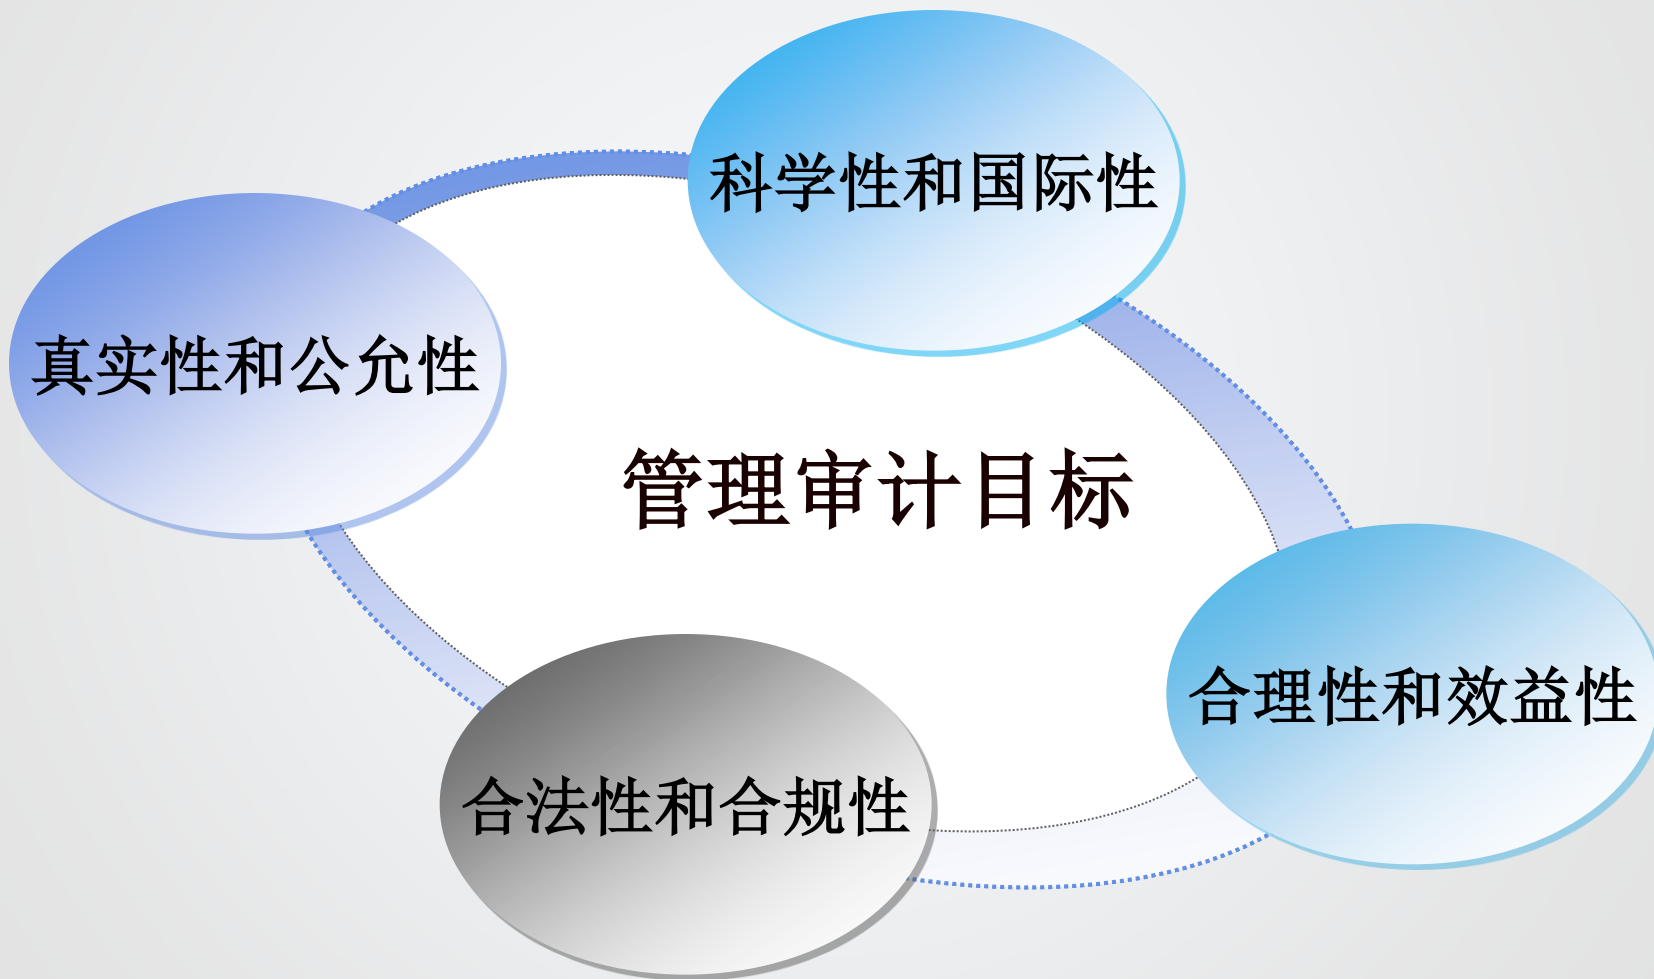 科学性和国际性
真实性和公允性
管理审计目标
合理性和效益性
合法性和合规性